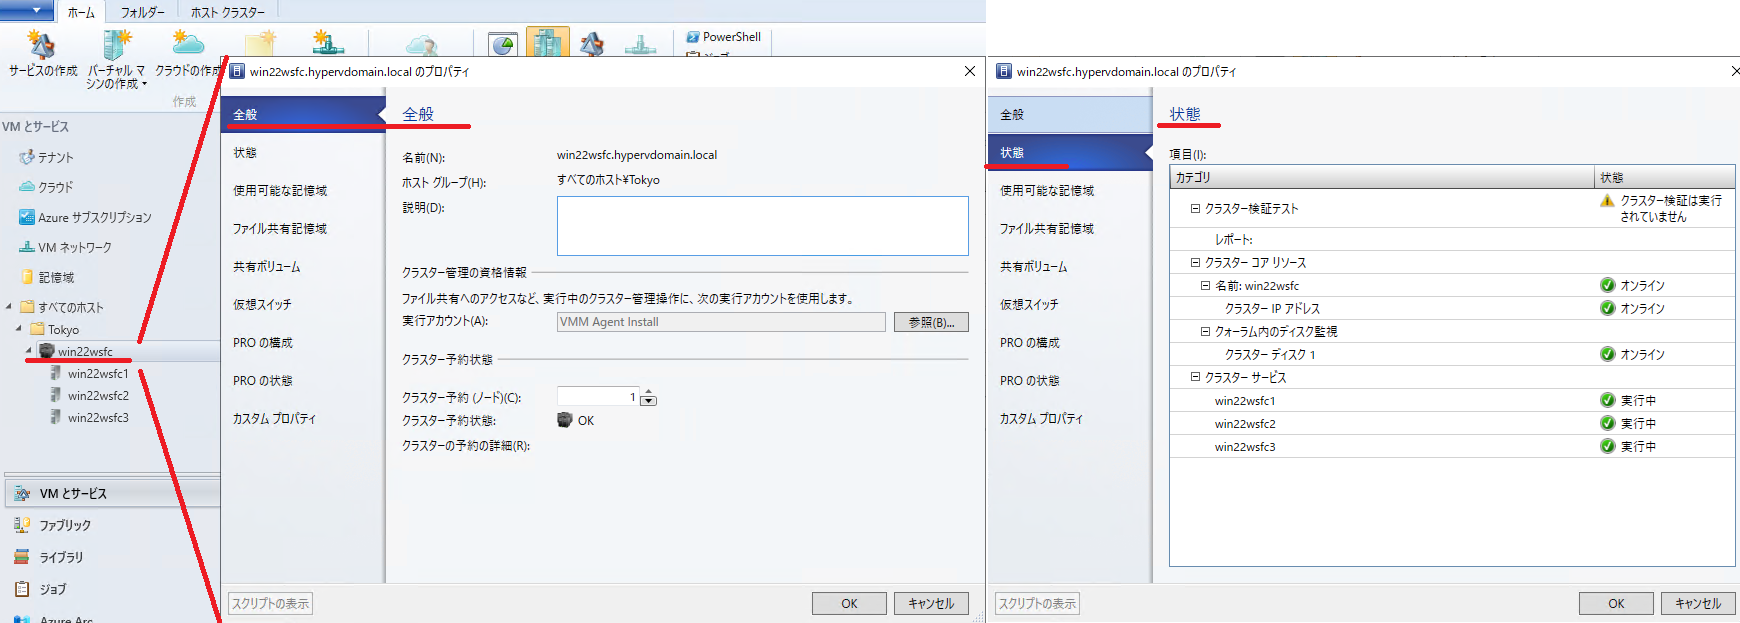 ホーム
フォルダー
ホスト クラスター
サービスの作成
バーチャル マ
シンの作成
クラウドの作成
作成
PowerShell
VM とサービス
テナント
クラウド
Azure サブスクリプション
VM ネットワーク
記憶域
すべてのホスト
Tokyo
win22wsfc
win22wsfc1
win22wsfc2
win22wsfc3
VM とサービス
ファブリック
ライブラリ
ジョブ
Azure Arc
win22wsfc.hypervdomain.local のプロパティ
全般
状態
使用可能な記憶域
ファイル共有記憶域
共有ボリューム
仮想スイッチ
PRO の構成
PRO の状態
カスタム プロパティ
全般
名前(N):
win22wsfc.hypervdomain.local
ホスト グループ(H):
すべてのホスト¥Tokyo
説明(D):
クラスター管理の資格情報
ファイル共有へのアクセスなど、実行中のクラスター管理操作に、次の実行アカウントを使用します。
実行アカウント(A):
VMM Agent Install
参照(B)...
クラスター予約状態
クラスター予約 (ノード)(C):
1
クラスター予約状態:
OK
クラスターの予約の詳細(R):
スクリプトの表示
OK
キャンセル
win22wsfc.hypervdomain.local のプロパティ
全般
状態
使用可能な記憶域
ファイル共有記憶域
共有ボリューム
仮想スイッチ
PRO の構成
PRO の状態
カスタム プロパティ
状態
項目(I):
カテゴリ
状態
クラスター検証テスト
クラスター検証は実行
されていません
レポート:
クラスター コア リソース
名前: win22wsfc
オンライン
クラスター IP アドレス
オンライン
クォーラム内のディスク監視
クラスター ディスク 1
オンライン
クラスター サービス
win22wsfc1
実行中
win22wsfc2
実行中
win22wsfc3
実行中
スクリプトの表示
OK
キャンセル